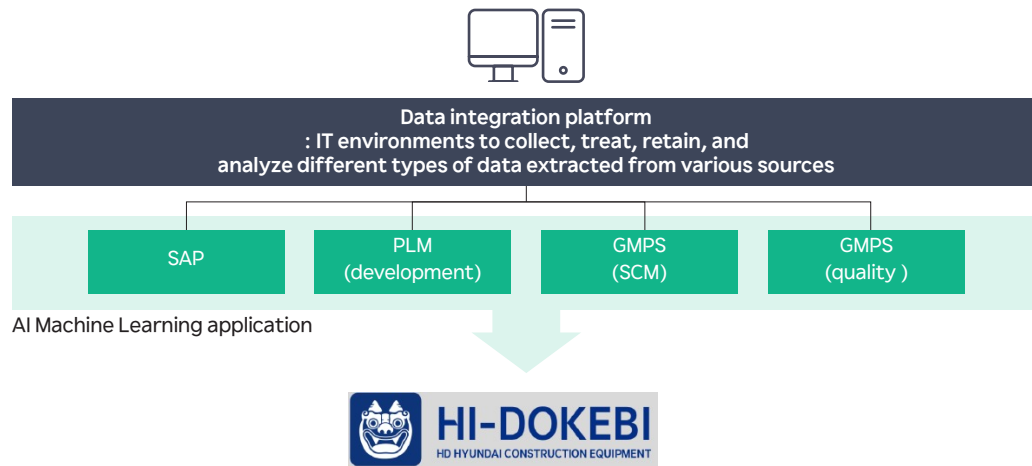 Data integration platform
: IT environments to collect, treat, retain, and
analyze different types of data extracted from various sources
SAP
PLM
(development)
GMPS
(SCM)
GMPS
(quality )
AI Machine Learning application
HI-DOKEBI
HD HYUNDAI CONSTRUCTION EQUIPMENT